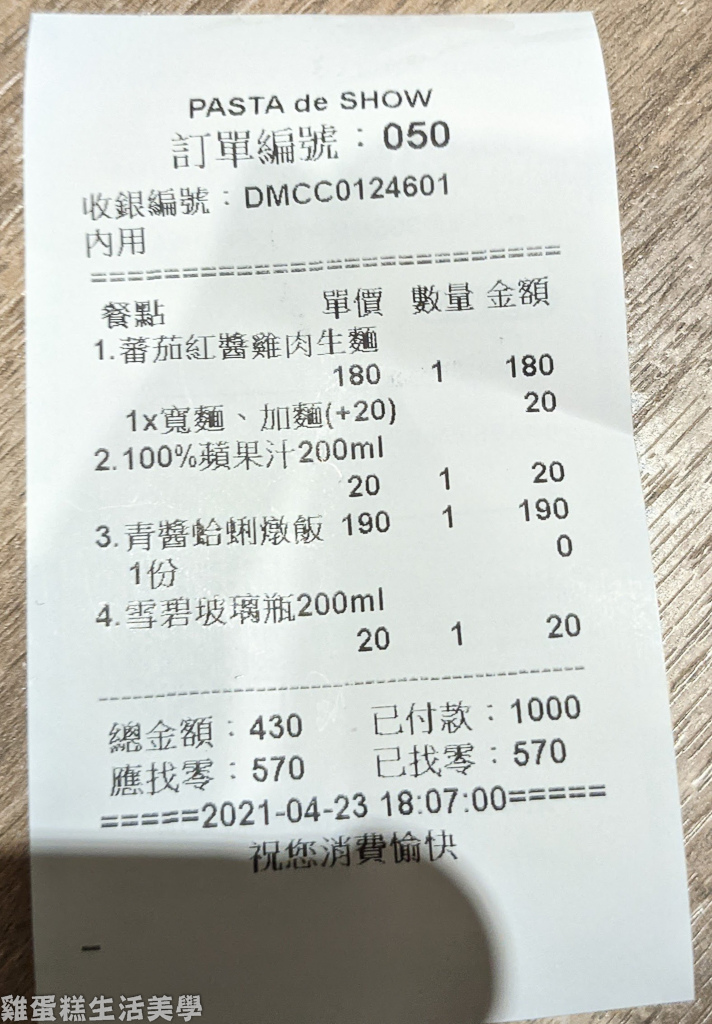 PASTA de SHOW
訂單編號：050
收銀編號：DMCC0124601
內用
==============================
餐點 單價 數量 金額
1.蕃茄紅醬雞肉生麵
180 1 180
1x寬麵、加麵(+20) 20
2.100%蘋果汁200ml
20 1 20
3.青醬蛤蜊燉飯 190 1 190
1份 0
4.雪碧玻璃瓶200ml
20 1 20
--------------------------------------------------
總金額：430 已付款：1000
應找零：570 已找零：570
=====2021-04-23 18:07:00=====
祝您消費愉快
雞蛋糕生活美學